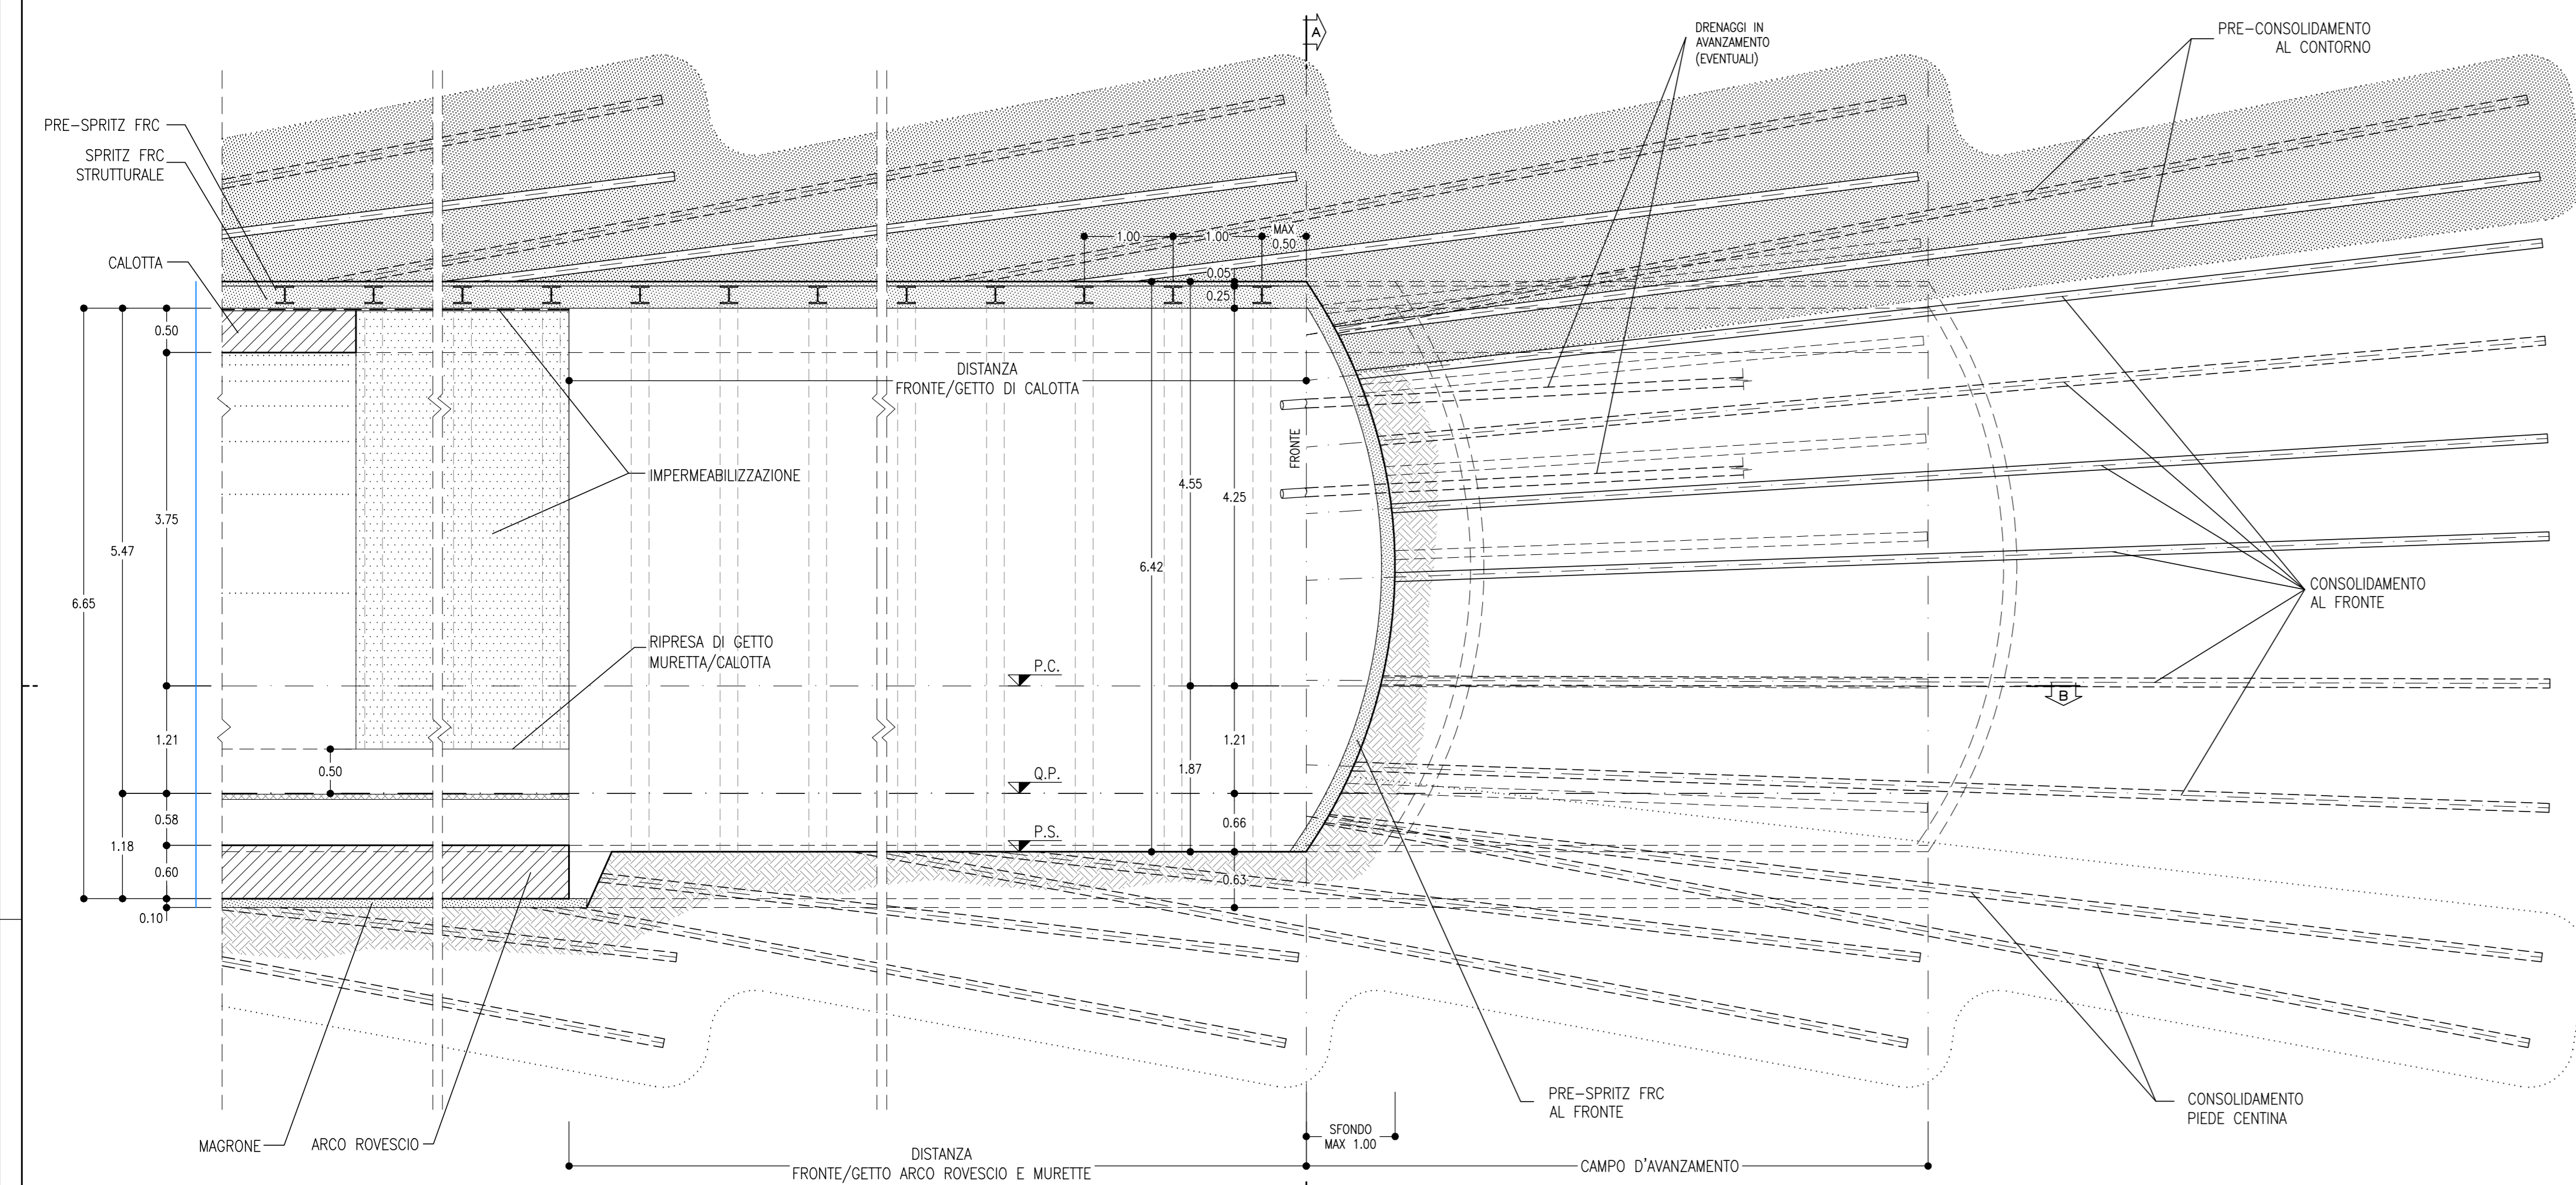 A
DRENAGGI IN
AVANZAMENTO
(EVENTUALI)
PRE-CONSOLIDAMENTO
AL CONTORNO
PRE-SPRITZ FRC
SPRITZ FRC
STRUTTURALE
CALOTTA
1.00
1.00
MAX
0.50
0.05
0.25
0.50
DISTANZA
FRONTE/GETTO DI CALOTTA
FRONTE
IMPERMEABILIZZAZIONE
4.55
4.25
3.75
5.47
6.42
6.65
CONSOLIDAMENTO
AL FRONTE
RIPRESA DI GETTO
MURETTA/CALOTTA
P.C.
B
1.21
1.21
0.50
1.87
Q.P.
0.58
0.66
P.S.
1.18
0.60
0.63
0.10
MAGRONE
ARCO ROVESCIO
PRE-SPRITZ FRC
AL FRONTE
CONSOLIDAMENTO
PIEDE CENTINA
SFONDO
MAX 1.00
DISTANZA
FRONTE/GETTO ARCO ROVESCIO E MURETTE
CAMPO D'AVANZAMENTO